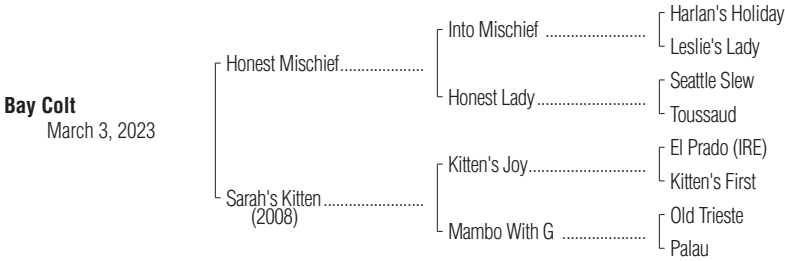 Harlan's Holiday
Into Mischief ........................
Leslie's Lady
Honest Mischief....................
Seattle Slew
Honest Lady..........................
Toussaud
Bay Colt
March 3, 2023
El Prado (IRE)
Kitten's Joy............................
Kitten's First
Sarah's Kitten ........................
(2008)
Old Trieste
Mambo With G ....................
Palau